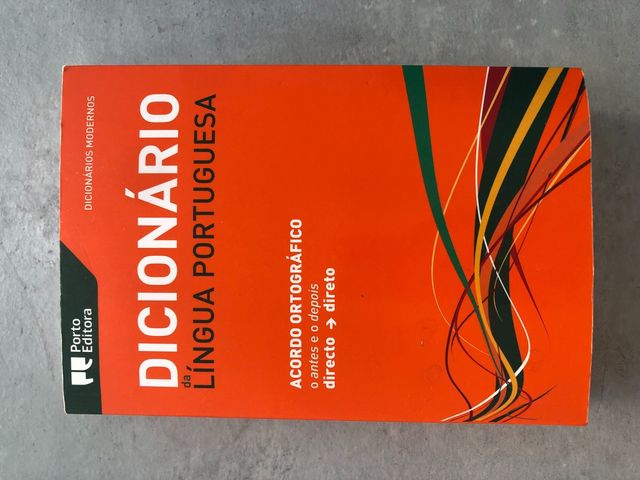 Porto
Editora
DICIONÁRIOS MODERNOS
DICIONÁRIO
da
LÍNGUA PORTUGUESA
ACORDO ORTOGRÁFICO
o antes e o depois
directo → direto